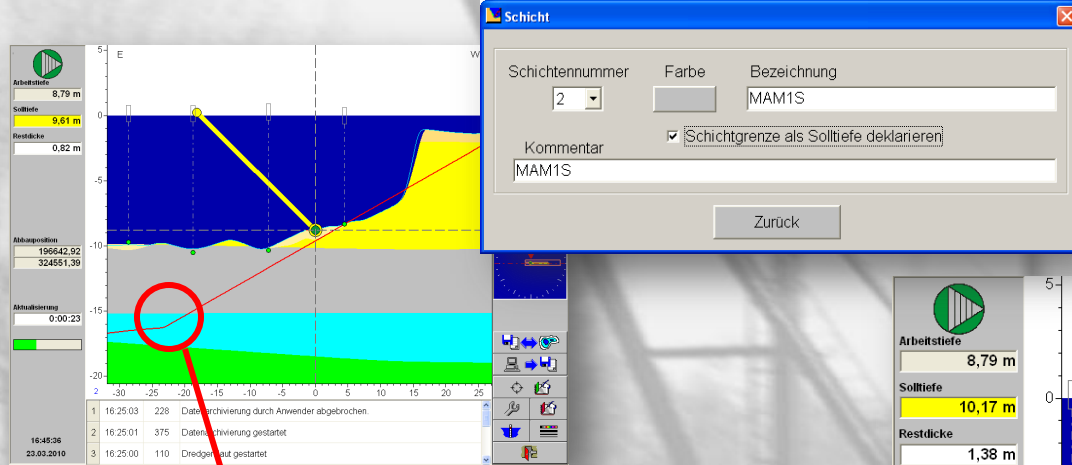 Arbeitstiefe
8,79 m
Solltiefe
9,61 m
Restdicke
0,82 m
Abbauposition
196642,92
324551,39
Aktualisierung
0:00:23
16:45:36
23.03.2010
E
W
5
0
-5
-10
-15
-20
2 -30 -25 -20 -15 -10 -5 0 5 10 15 20 25
1 16:25:03 228 Datenarchivierung durch Anwender abgebrochen.
2 16:25:01 375 Datenarchivierung gestartet
3 16:25:00 110 gestartet
Schicht
Schichtennummer Farbe Bezeichnung
2 MAM1S
Schichtgrenze als Solltiefe deklarieren
Kommentar
MAM1S
Zurück
Arbeitstiefe
8,79 m
Solltiefe
10,17 m
Restdicke
1,38 m
5
0